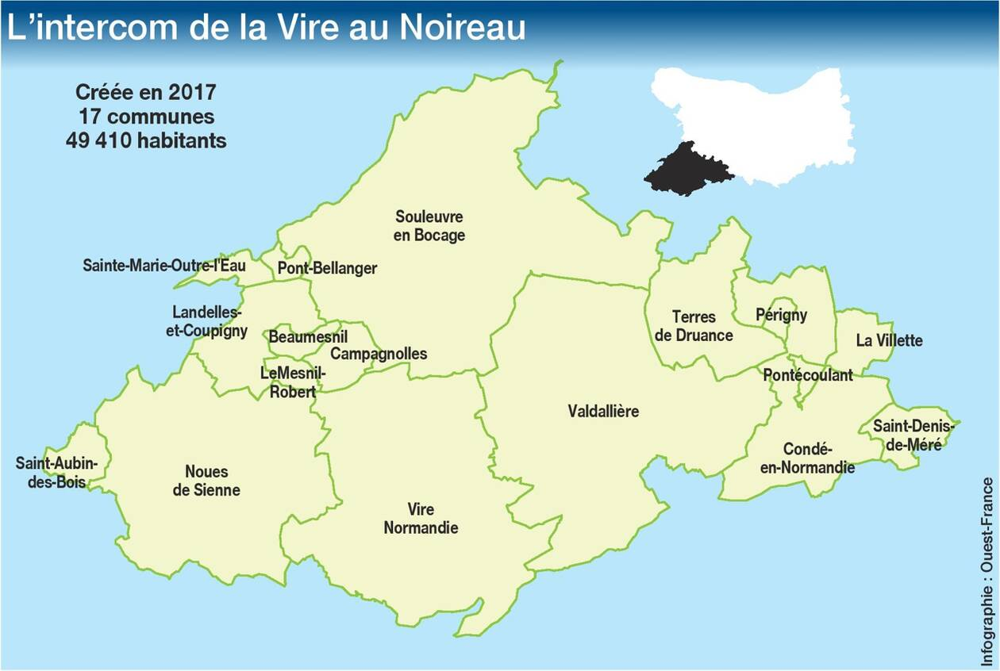 L'intercom de la Vire au Noireau
Créée en 2017
17 communes
49 410 habitants
Souleuvre
en Bocage
Sainte-Marie-Outre-l'Eau
Pont-Bellanger
Landelles-
et-Coupigny
Beaumesnil
Campagnolles
LeMesnil-
Robert
Terres
de Druance
Périgny
La Villette
Pontécoulant
Valdallière
Saint-Denis-
de-Méré
Condé-
en-Normandie
Saint-Aubin-
des-Bois
Noues
de Sienne
Vire
Normandie
Infographie : Ouest-France